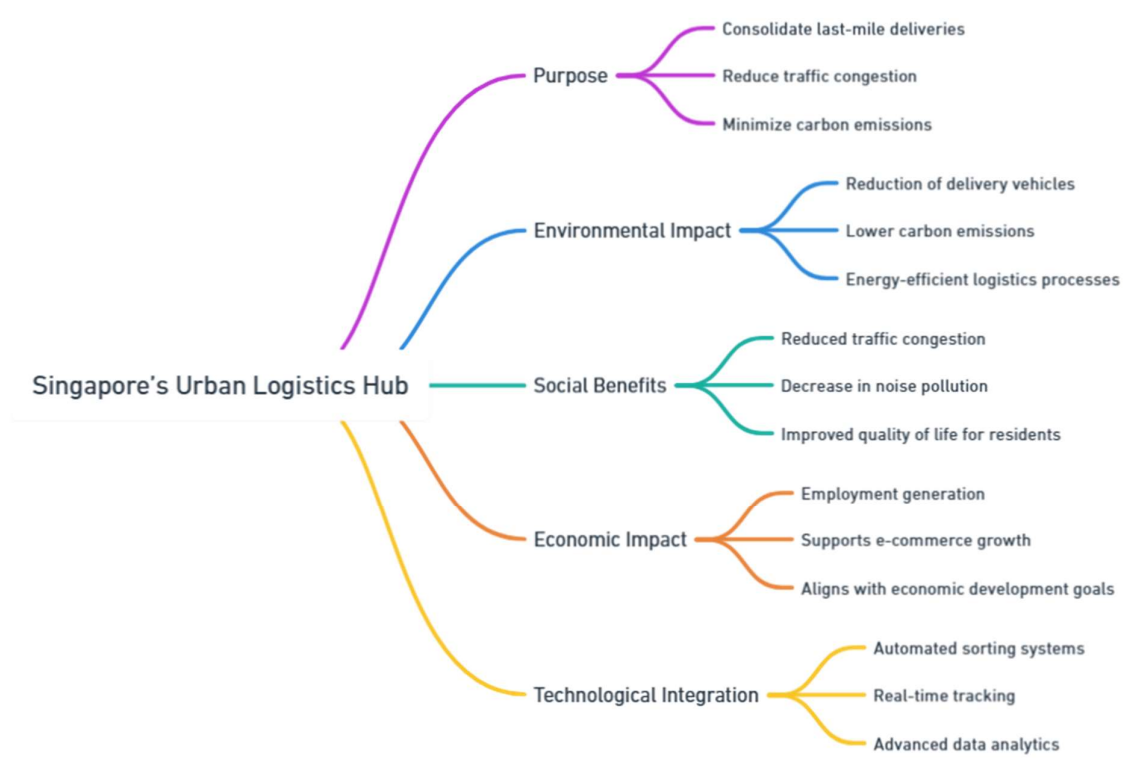 Singapore's Urban Logistics Hub
Purpose
Consolidate last-mile deliveries
Reduce traffic congestion
Minimize carbon emissions
Environmental Impact
Reduction of delivery vehicles
Lower carbon emissions
Energy-efficient logistics processes
Social Benefits
Reduced traffic congestion
Decrease in noise pollution
Improved quality of life for residents
Economic Impact
Employment generation
Supports e-commerce growth
Aligns with economic development goals
Technological Integration
Automated sorting systems
Real-time tracking
Advanced data analytics